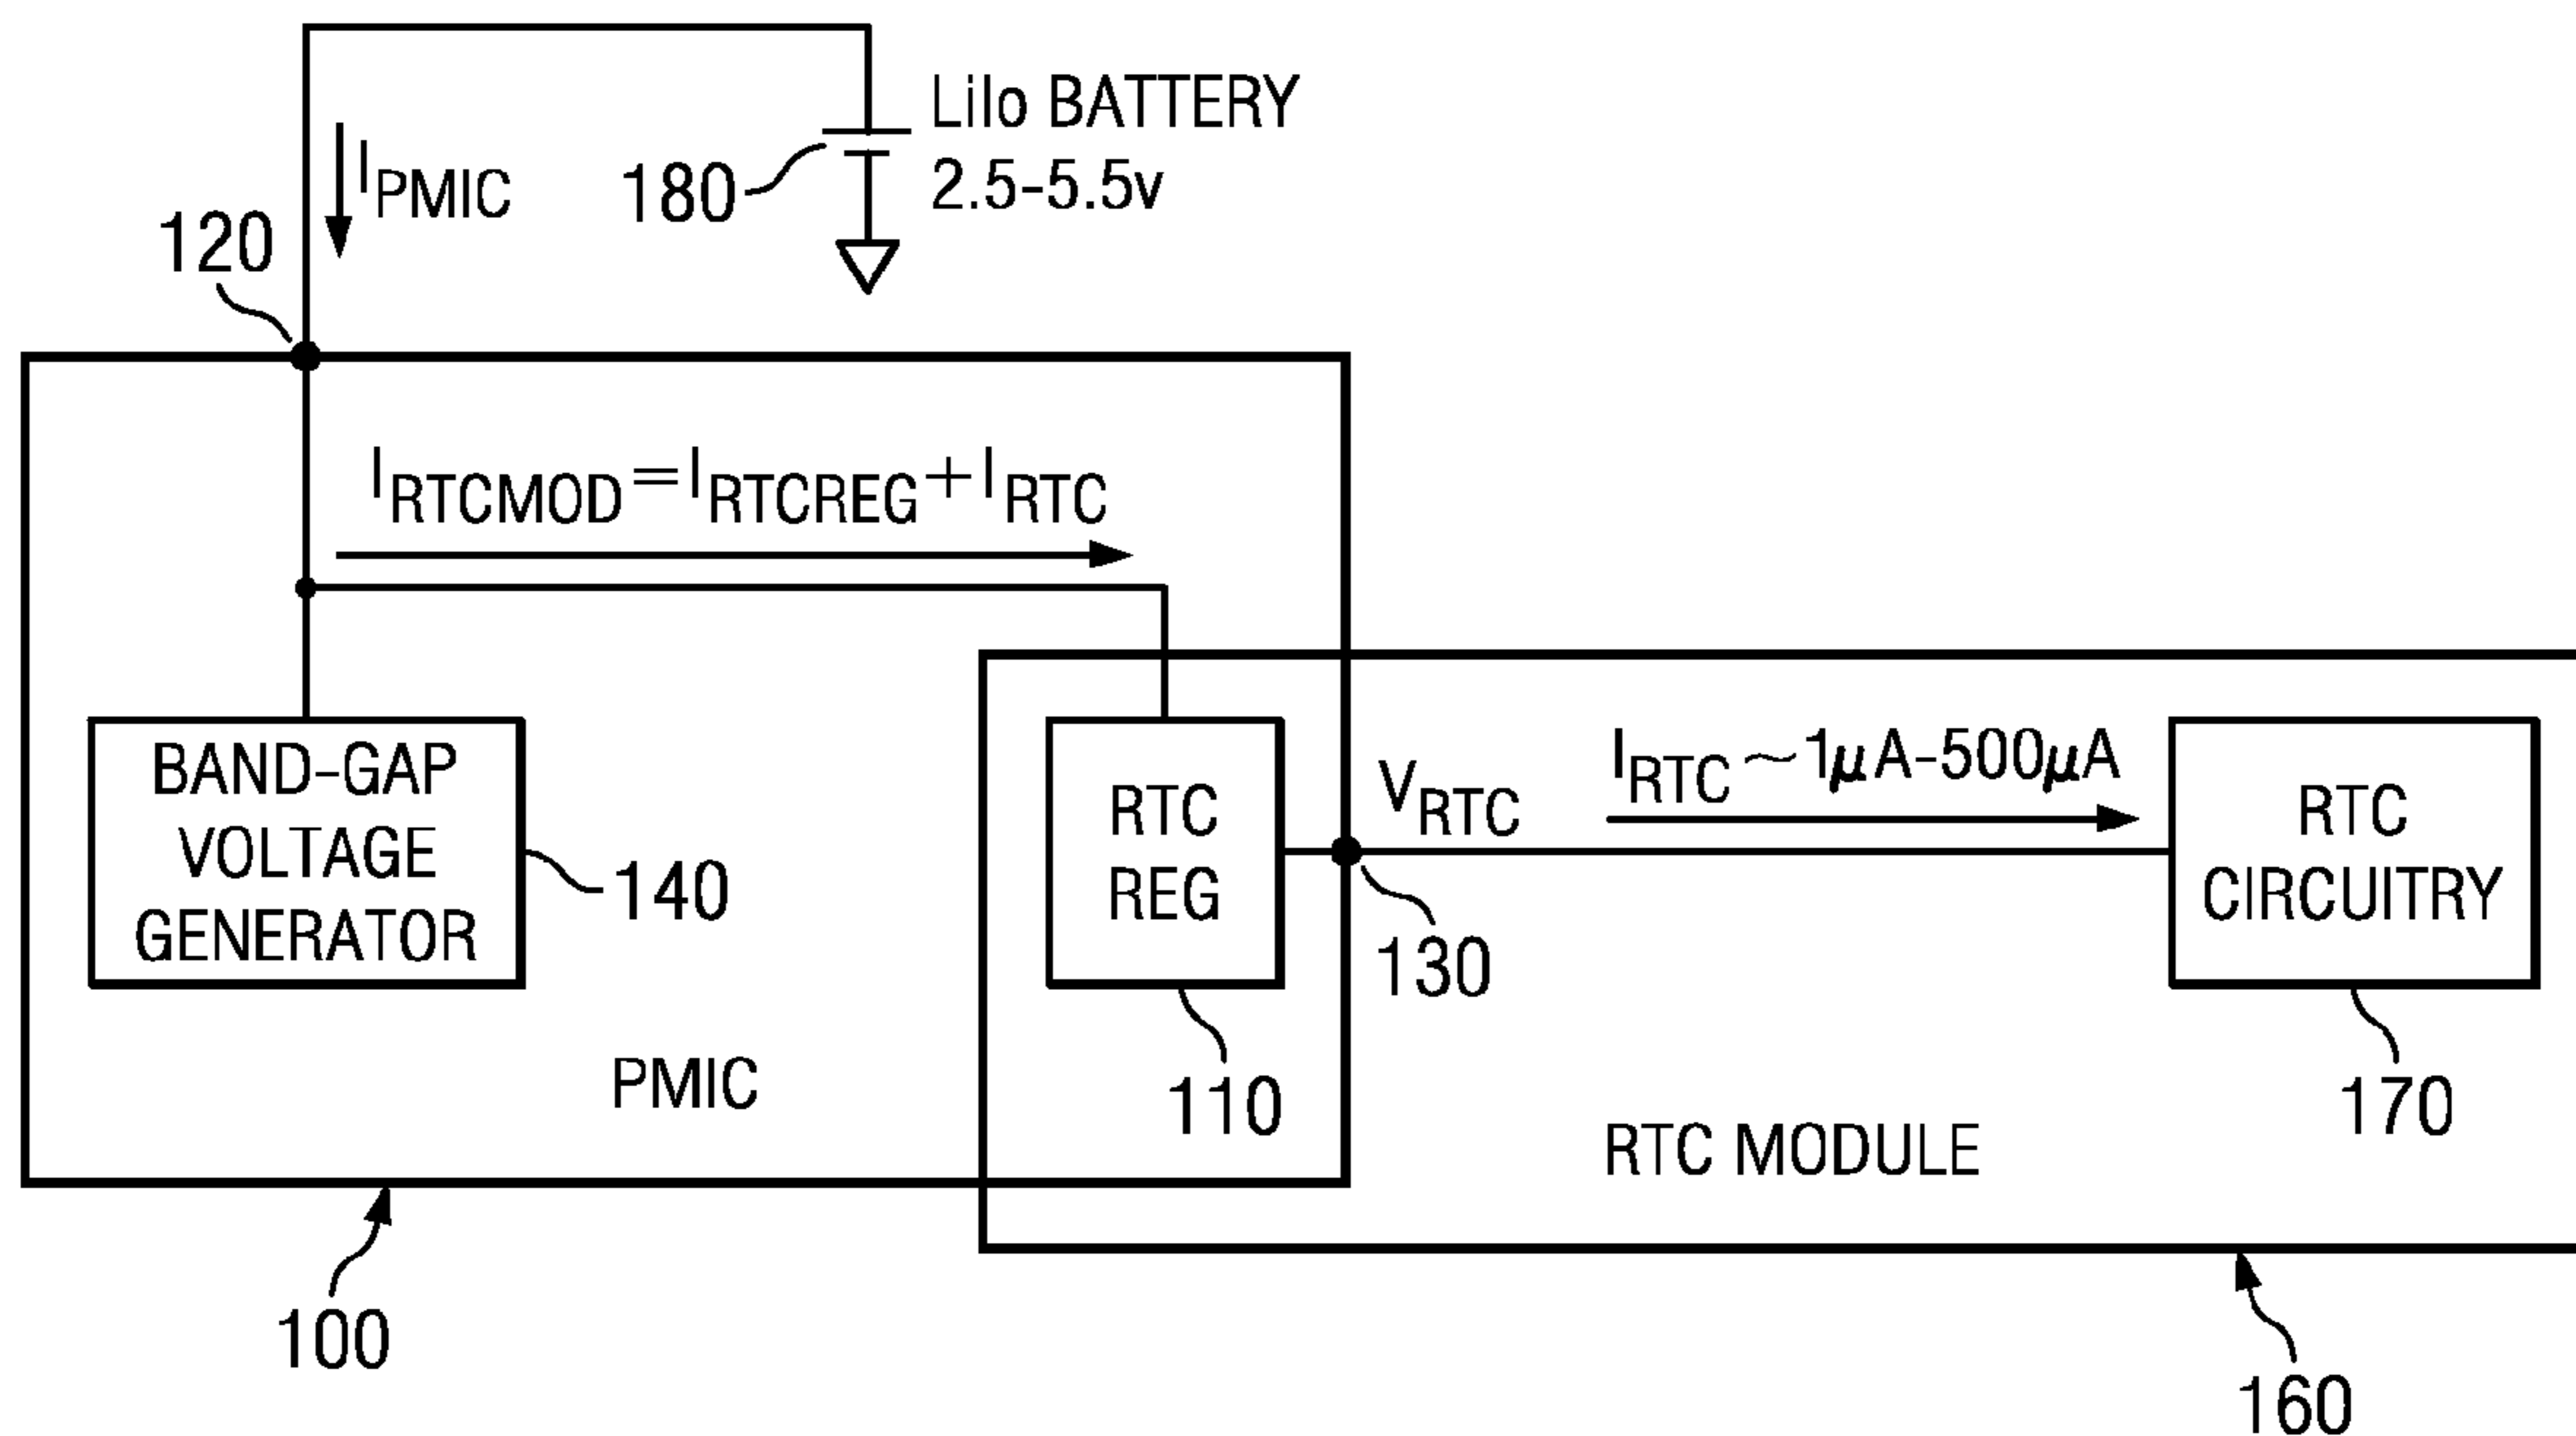 LiIo BATTERY
2.5-5.5v
180
IPMIC
120
IRTCMOD=IRTCREG+IRTC
BAND-GAP
VOLTAGE
GENERATOR
140
RTC
REG
VRTC
IRTC~1μA-500μA
RTC
CIRCUITRY
130
110
170
PMIC
RTC MODULE
100
160